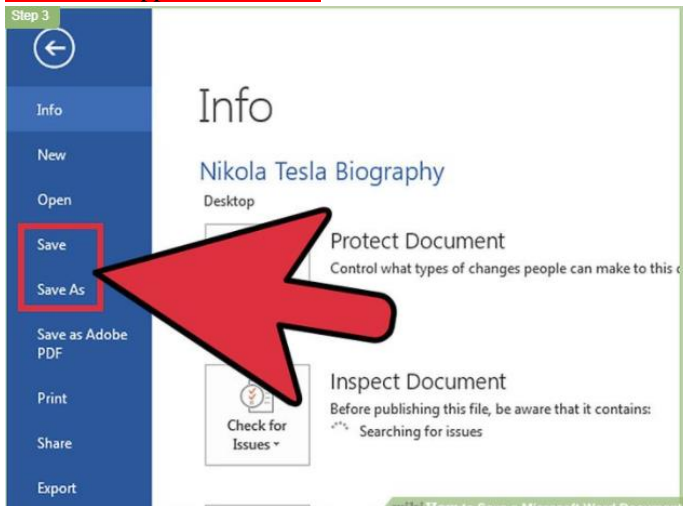 Step 3
Info
New
Open
Save
Save As
Save as Adobe
PDF
Print
Share
Export
Info
Nikola Tesla Biography
Desktop
Protect Document
Control what types of changes people can make to this
Check for
Issues
Inspect Document
Before publishing this file, be aware that it contains:
Searching for issues